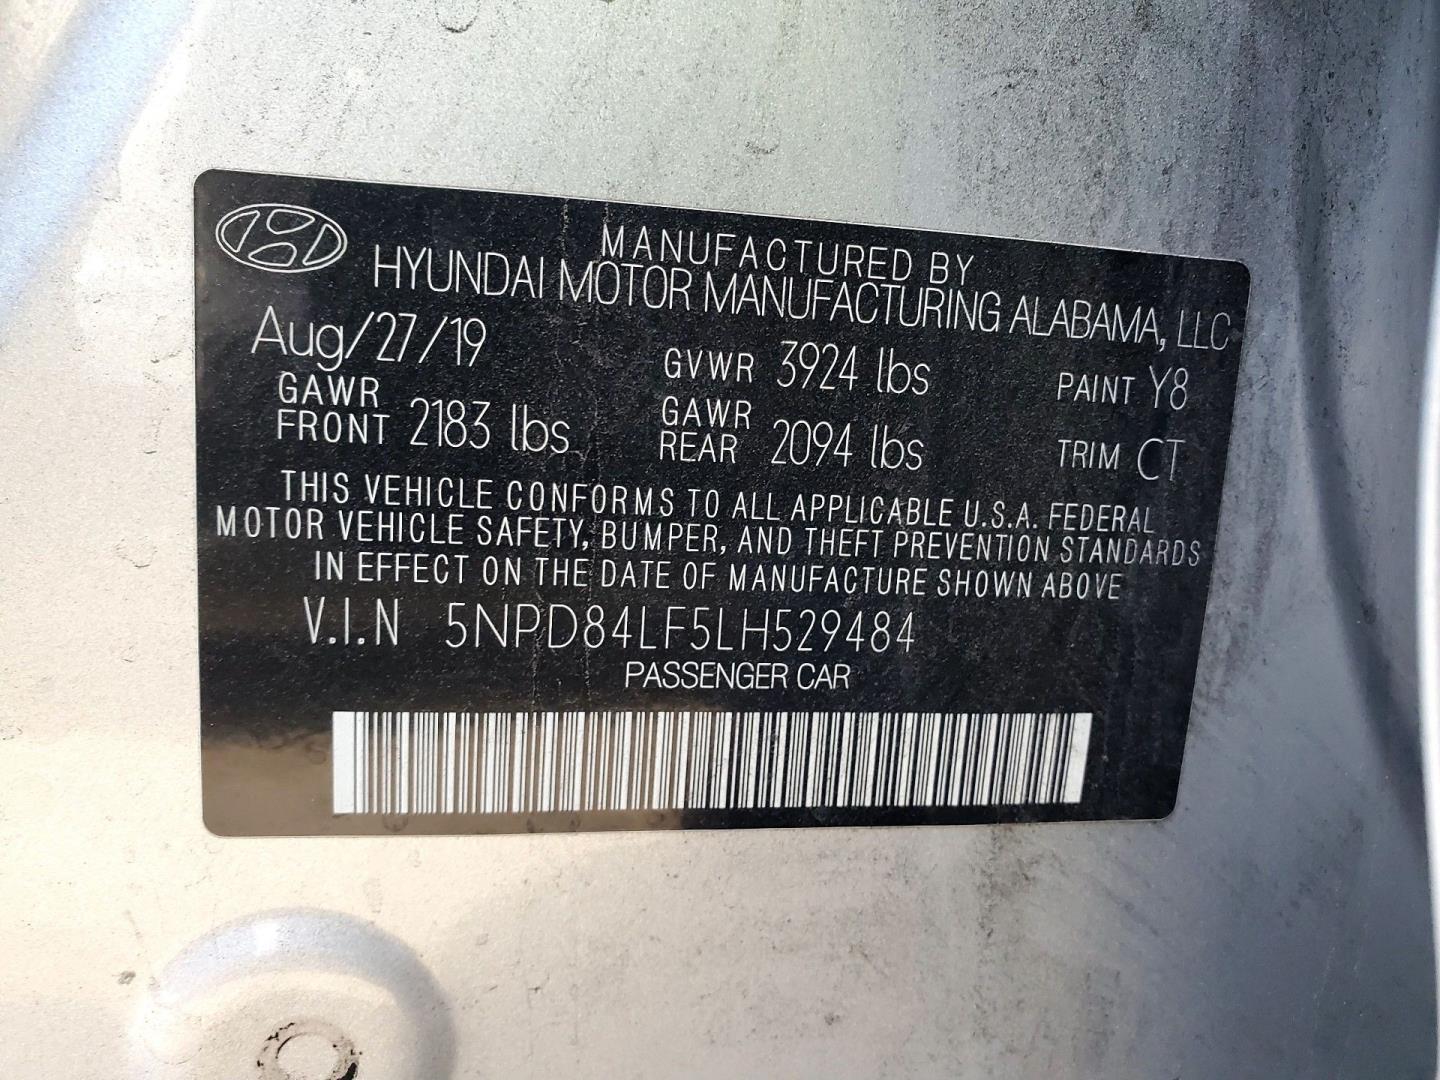 MANUFACTURED BY
HYUNDAI MOTOR MANUFACTURING ALABAMA, LLC
Aug/27/19 GVWR 3924 lbs PAINT Y8
GAWR FRONT 2183 lbs GAWR REAR 2094 lbs TRIM CT
THIS VEHICLE CONFORMS TO ALL APPLICABLE U.S.A. FEDERAL
MOTOR VEHICLE SAFETY, BUMPER, AND THEFT PREVENTION STANDARDS
IN EFFECT ON THE DATE OF MANUFACTURE SHOWN ABOVE
V.I.N 5NPD84LF5LH529484
PASSENGER CAR